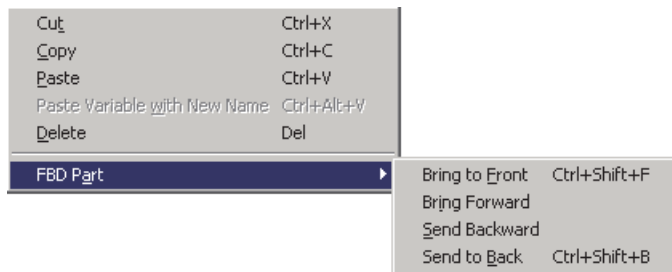 Cut Ctrl+X
Copy Ctrl+C
Paste Ctrl+V
Paste Variable with New Name Ctrl+Alt+V
Delete Del
FBD Part
Bring to Front Ctrl+Shift+F
Bring Forward
Send Backward
Send to Back Ctrl+Shift+B